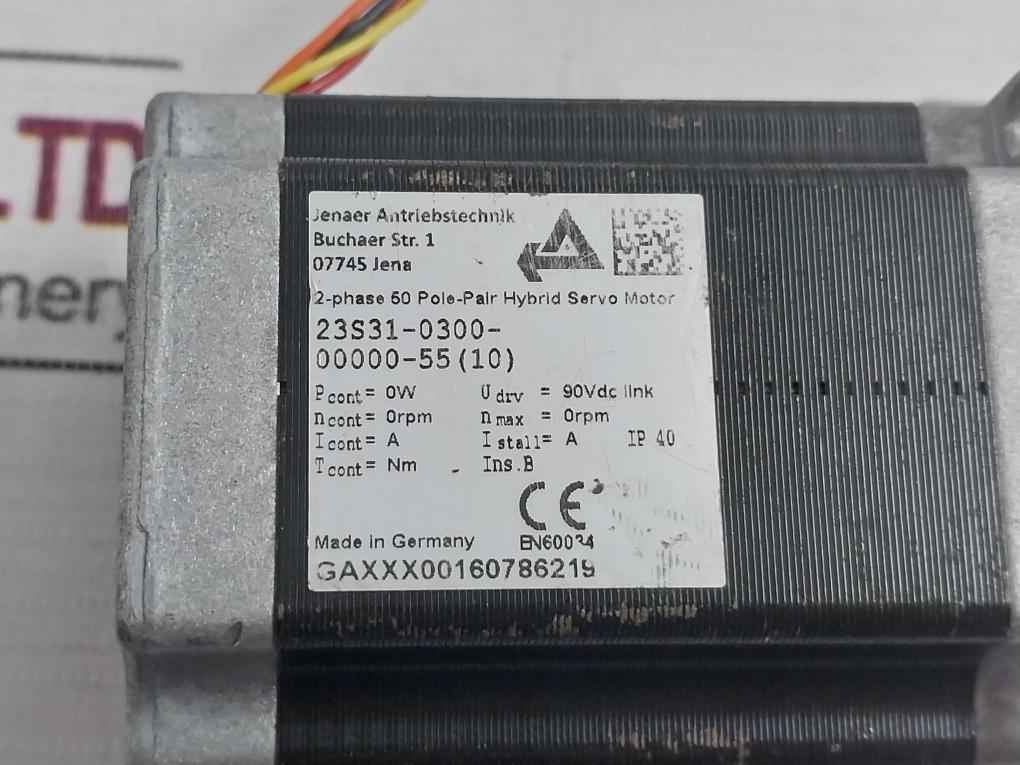 .LTD
nery
Jenaer Antriebstechnik
Buchaer Str. 1
07745 Jena
2-phase 50 Pole-Pair Hybrid Servo Motor
23S31-0300-
00000-55(10)
Pcont= 0W Udrv = 90Vdc link
ncont= 0rpm nmax = 0rpm
Icont= A Istall= A IP 40
Tcont= Nm Ins.B
CE
Made in Germany EN60034
GAXXX00160786219